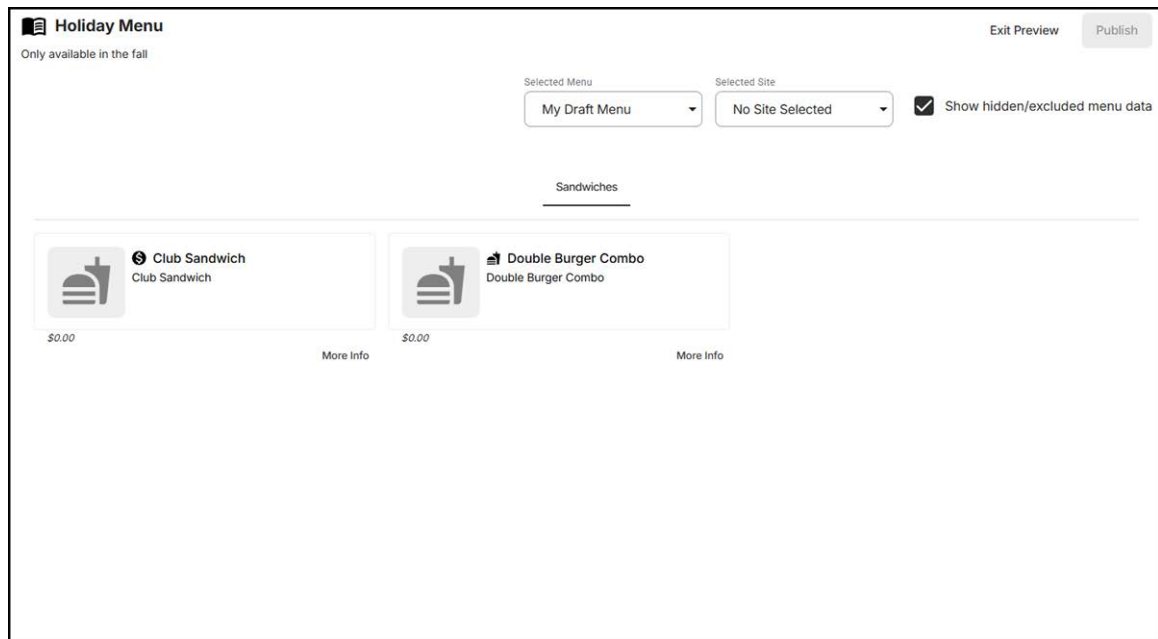 Holiday Menu
Exit Preview
Publish
Only available in the fall
Selected Menu
Selected Site
My Draft Menu
No Site Selected
Show hidden/excluded menu data
Sandwiches
Club Sandwich
Club Sandwich
$0.00
More Info
Double Burger Combo
Double Burger Combo
$0.00
More Info